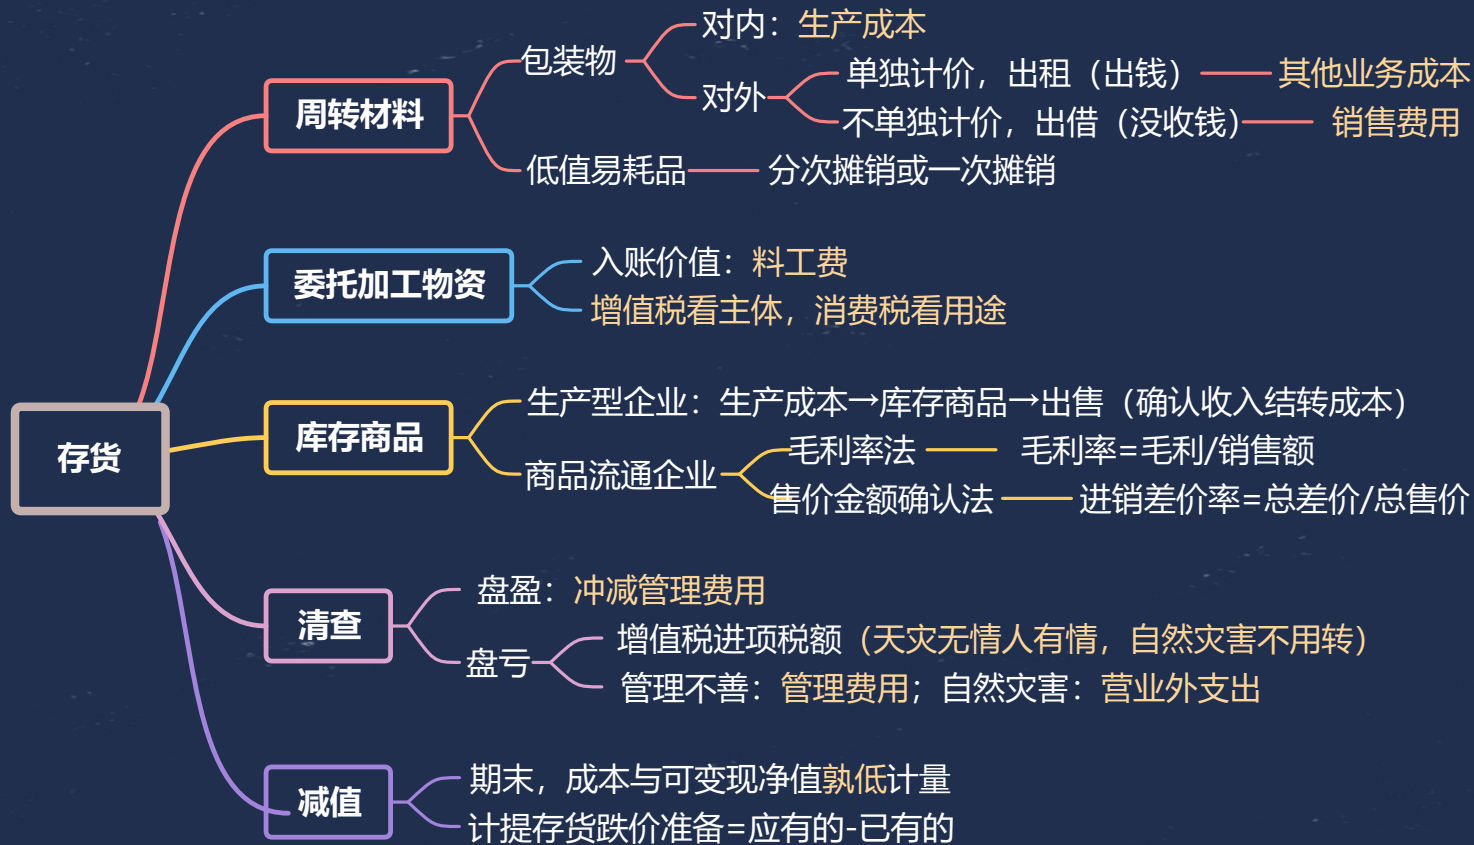 存货
周转材料
包装物
对内：生产成本
对外
单独计价，出租（出钱）
其他业务成本
不单独计价，出借（没收钱）
销售费用
低值易耗品
分次摊销或一次摊销
委托加工物资
入账价值：料工费
增值税看主体，消费税看用途
库存商品
生产型企业：生产成本→库存商品→出售（确认收入结转成本）
商品流通企业
毛利率法
毛利率=毛利/销售额
售价金额确认法
进销差价率=总差价/总售价
清查
盘盈：冲减管理费用
盘亏
增值税进项税额（天灾无情人有情，自然灾害不用转）
管理不善：管理费用；自然灾害：营业外支出
减值
期末，成本与可变现净值孰低计量
计提存货跌价准备=应有的-已有的